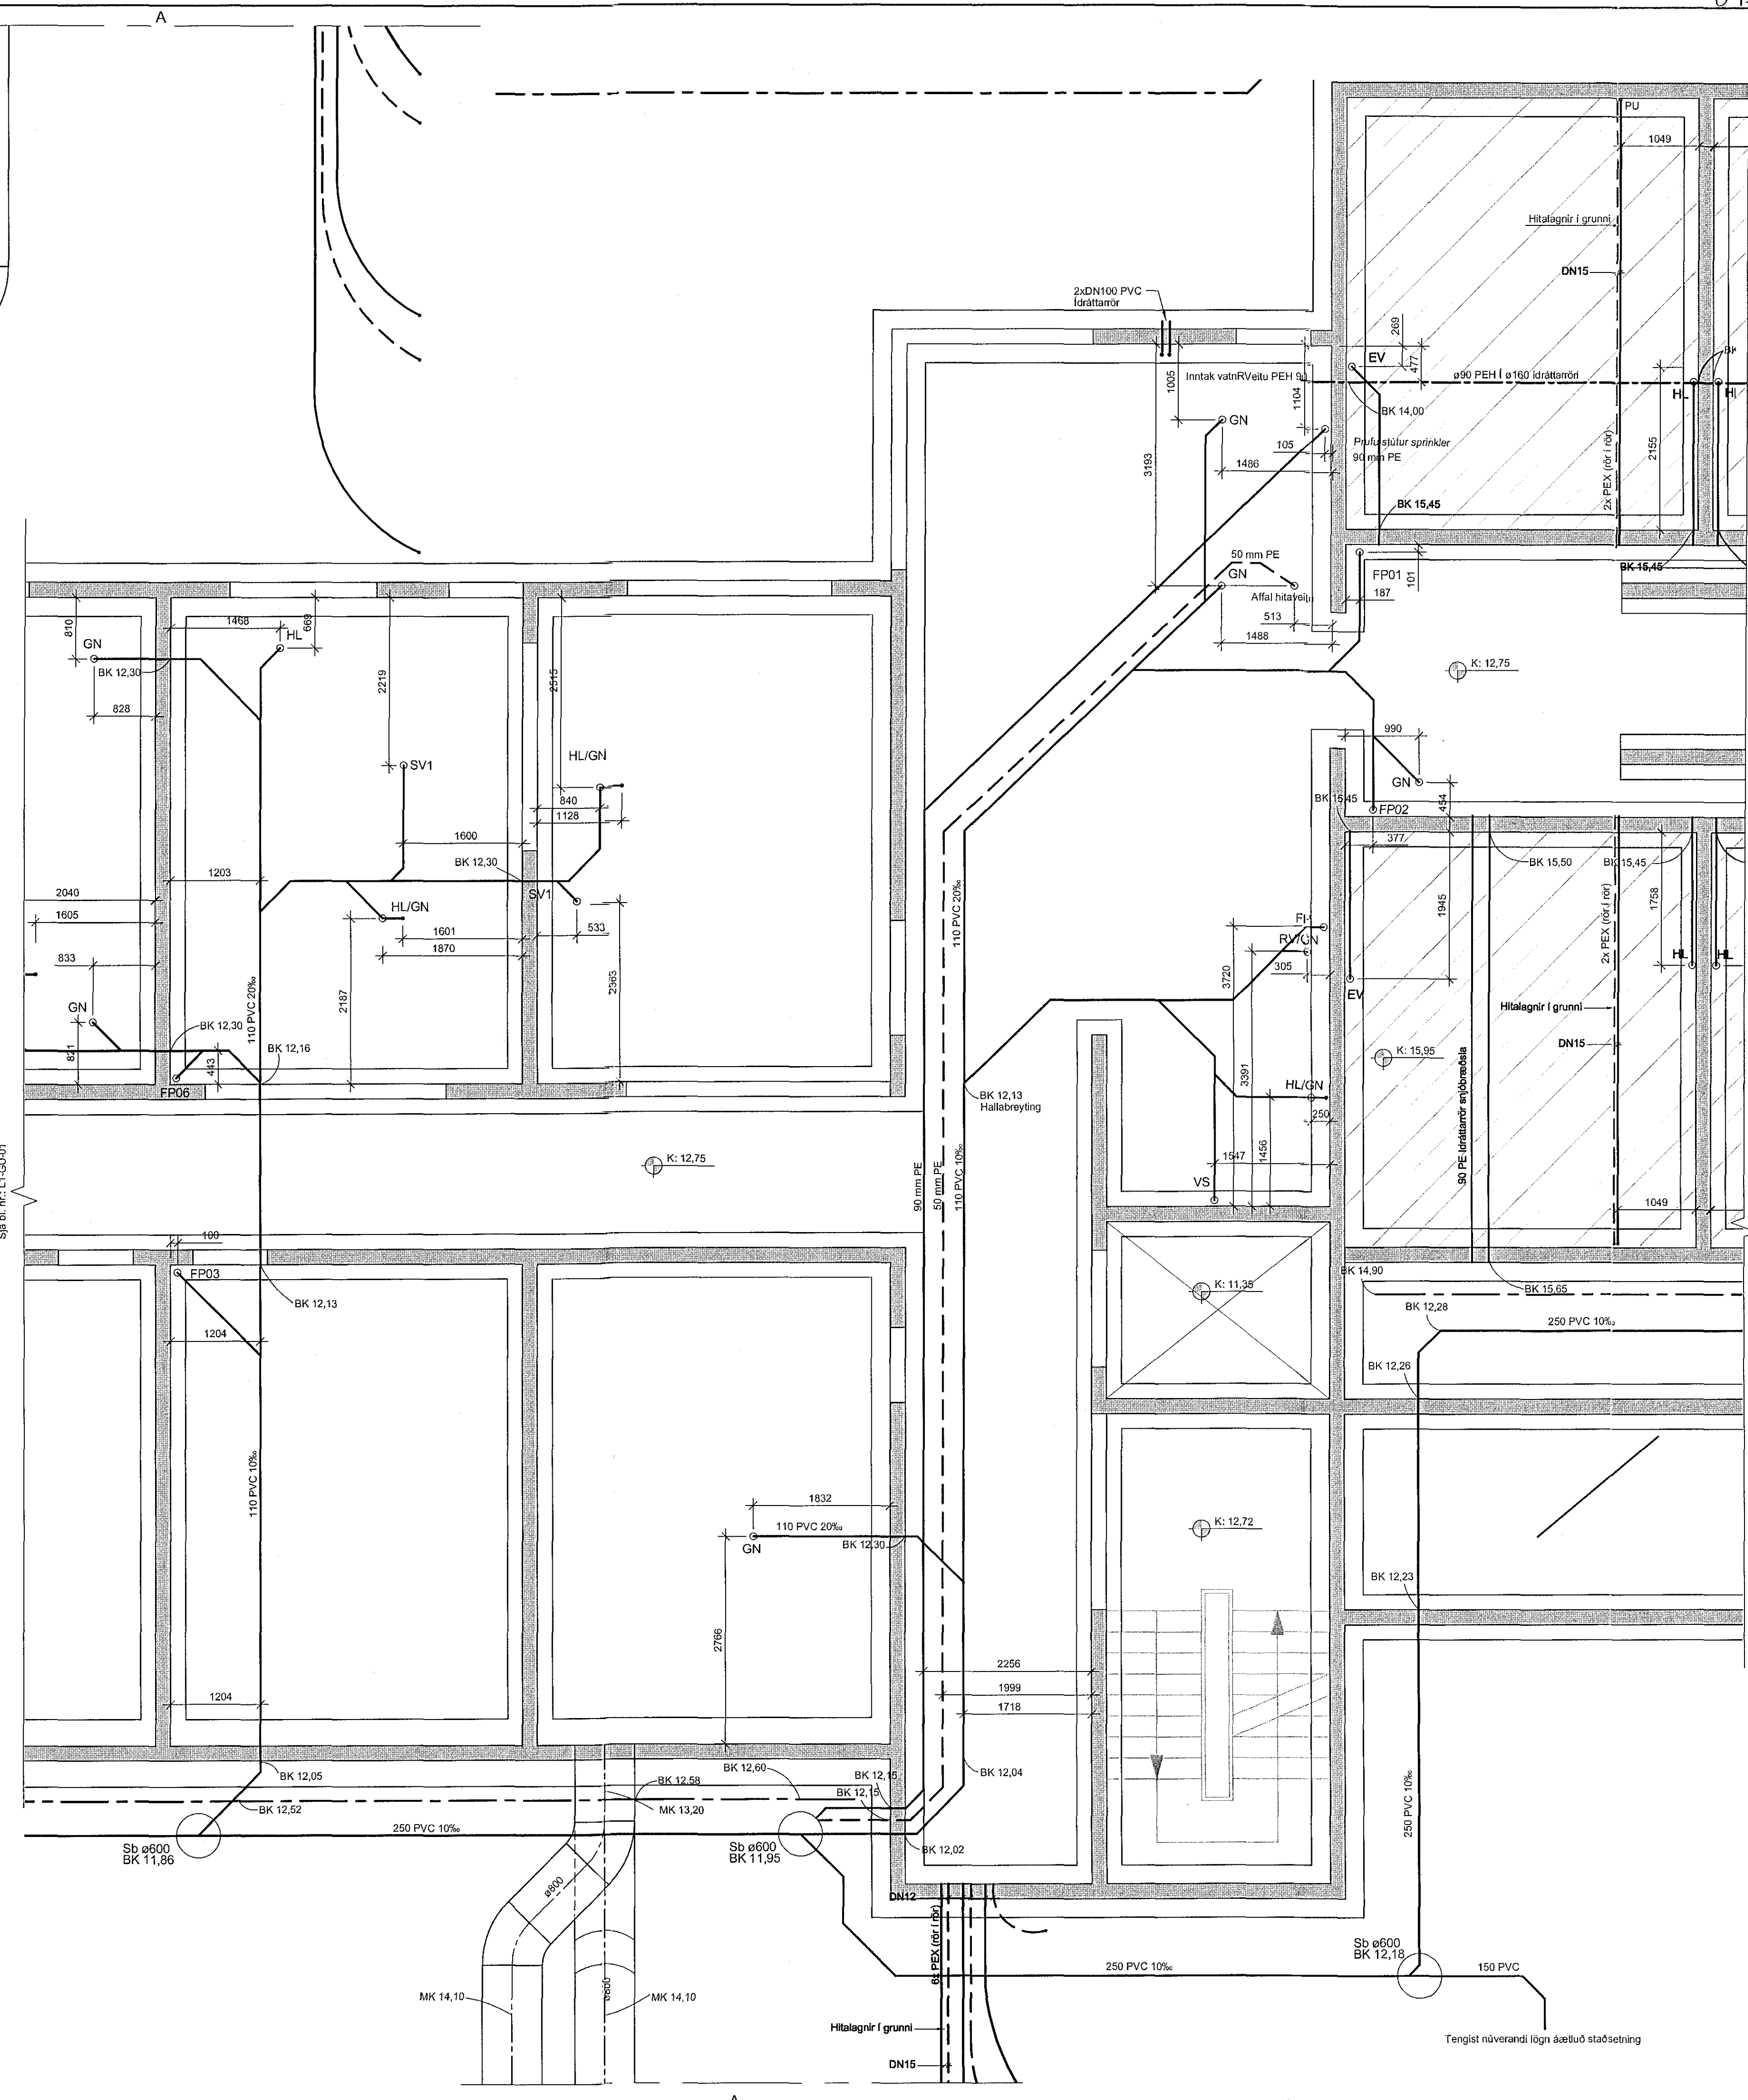 A
PU
1049
Hitalagnir í grunni
DN15
2xDN100 PVC
Ídráttarrör
269
477
EV
1005
Inntak vatnRVeitu PEH 90
ø90 PEH Í ø160 ídráttarröri
1104
HL
BK 14,00
GN
105
Prufu stútur sprinkler
90 mm PE
3193
1486
2155
2x PEX (rör í rör)
BK 15,45
50 mm PE
GN
BK 15,45
FP01
101
Affal hitaveitu
187
810
1468
669
HL
513
GN
1488
BK 12,30
K: 12,75
2219
2515
828
990
HL/GN
SV1
GN
840
BK 15,45
454
1128
FP02
1600
377
BK 12,30
BK 15,50
BK 15,45
1203
2040
SV1
1945
1758
HL/GN
1605
110 PVC 20‰
533
1601
RV/GN
1870
2x PEX (rör í rör)
HL
HL
833
305
3720
2363
EV
GN
110 PVC 20‰
2187
Hitalagnir í grunni
BK 12,30
821
443
BK 12,16
DN15
K: 15,95
3391
HL/GN
FP06
BK 12,13
Hallabreyting
250
90 PE Ídráttarrör snjóbræðsla
1456
Sjá bl. nr.: L1-G0-01
K: 12,75
1547
90 mm PE
50 mm PE
110 PVC 10‰
VS
1049
100
FP03
BK 14,90
K: 11,35
BK 15,65
BK 12,13
BK 12,28
250 PVC 10‰
1204
BK 12,26
110 PVC 10‰
1832
110 PVC 20‰
K: 12,72
GN
BK 12,30
BK 12,23
2766
2256
1999
1204
1718
BK 12,05
BK 12,58
BK 12,60
BK 12,15
BK 12,04
BK 12,52
MK 13,20
BK 12,15
250 PVC 10‰
250 PVC 10‰
Sb ø600
BK 11,86
Sb ø600
BK 11,95
BK 12,02
ø800
DN12
6x PEX (rör í rör)
Sb ø600
BK 12,18
250 PVC 10‰
150 PVC
MK 14,10
ø800
MK 14,10
Hitalagnir í grunni
Tengist núverandi lögn áætluð staðsetning
DN15